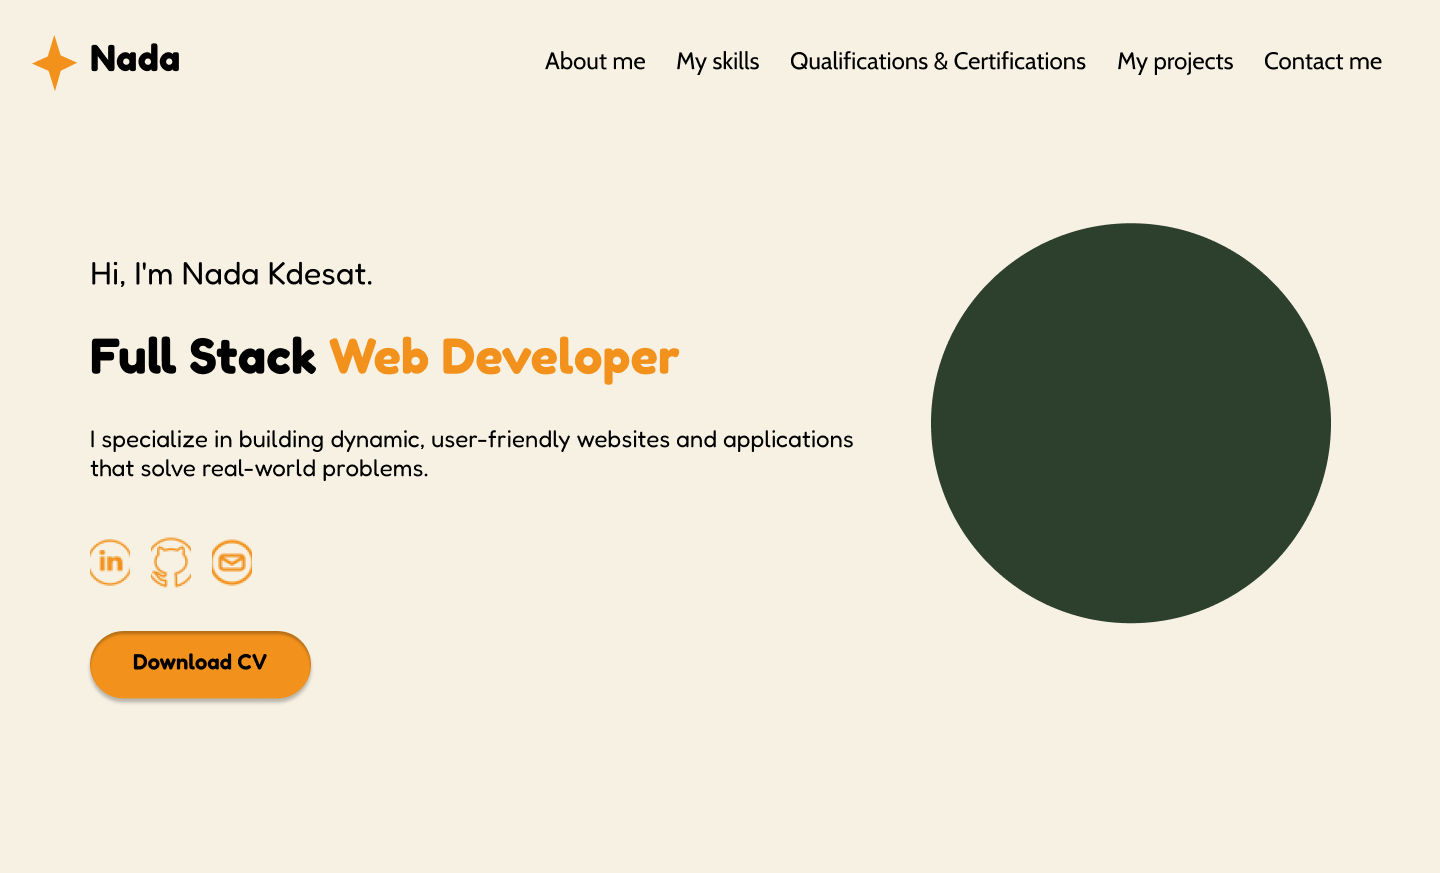 Nada
About me My skills Qualifications & Certifications My projects Contact me
Hi, I'm Nada Kdesat.
Full Stack Web Developer
I specialize in building dynamic, user-friendly websites and applications
that solve real-world problems.
in
Download CV